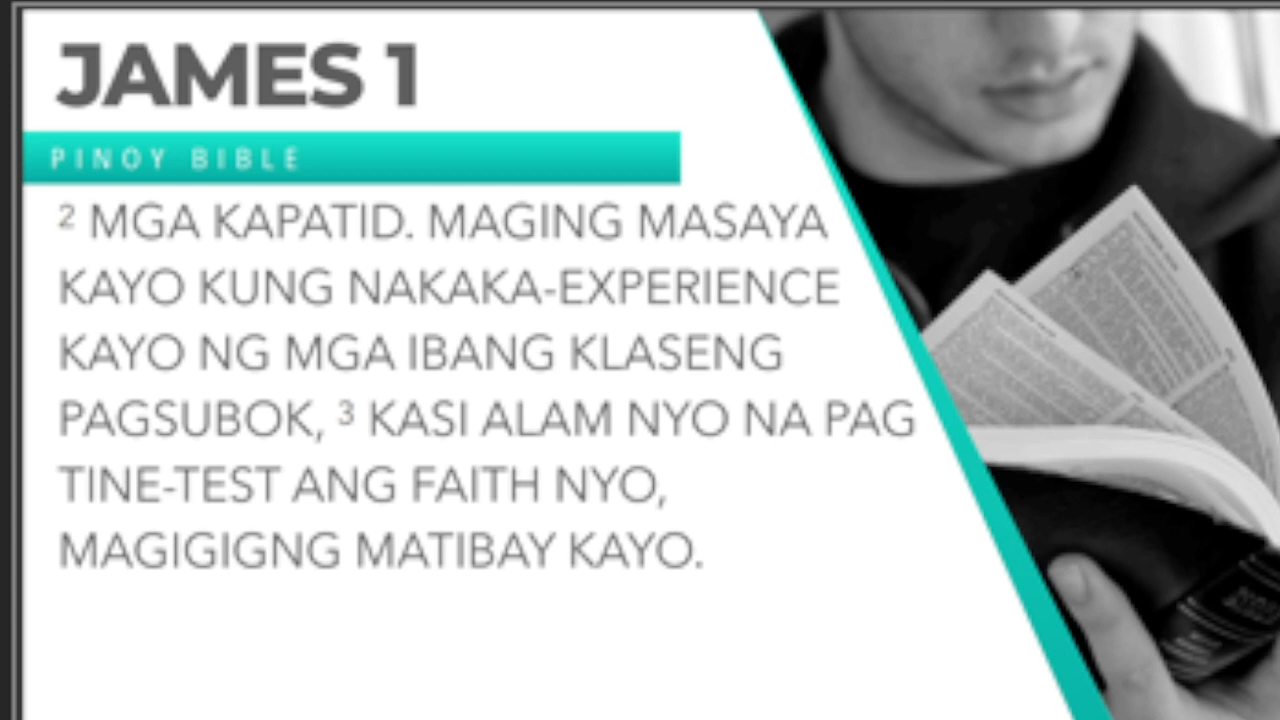 JAMES 1
PINOY BIBLE
² MGA KAPATID. MAGING MASAYA
KAYO KUNG NAKAKA-EXPERIENCE
KAYO NG MGA IBANG KLASENG
PAGSUBOK, ³ KASI ALAM NYO NA PAG
TINE-TEST ANG FAITH NYO,
MAGIGIGNG MATIBAY KAYO.